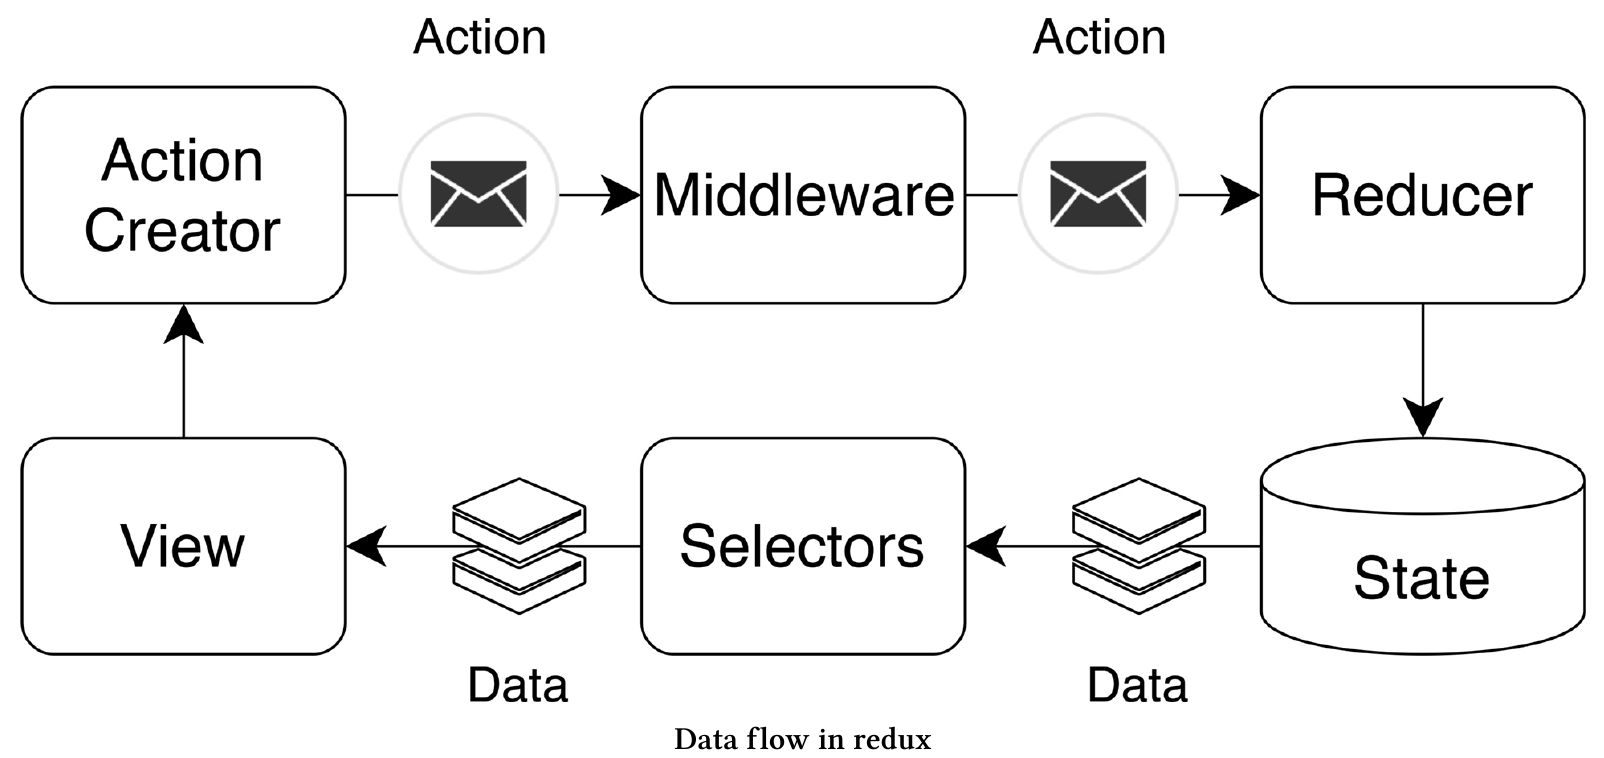 Action
Action
Action
Creator
Middleware
Reducer
View
Selectors
State
Data
Data
Data flow in redux